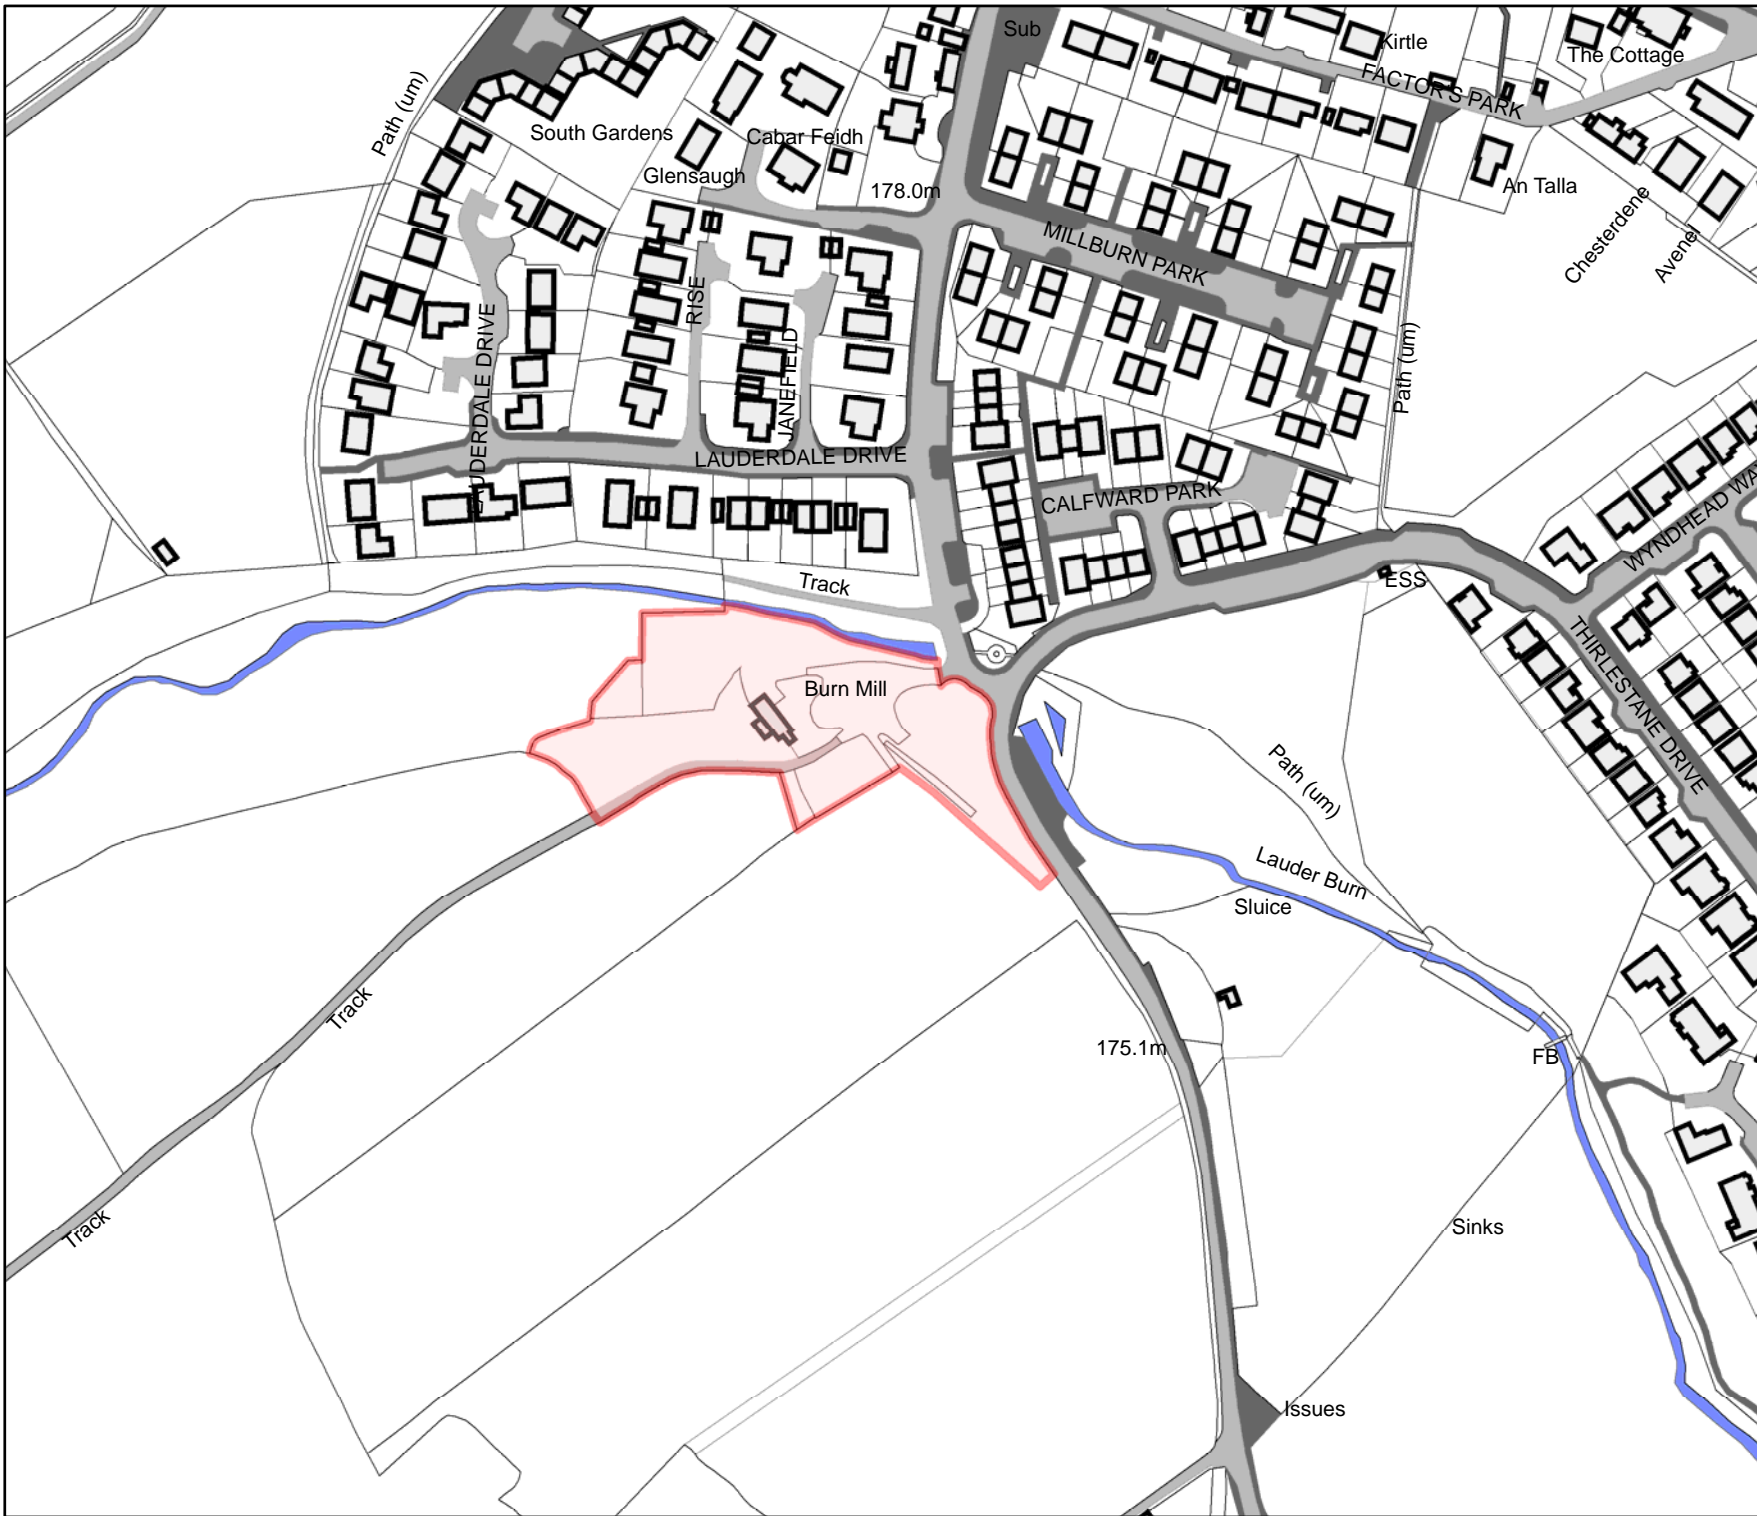 Sub
Kirtle
The Cottage
FACTOR'S PARK
Path (um)
South Gardens
Cabar Feidh
Glensaugh
178.0m
An Talla
Chesterdene
Avenel
MILLBURN PARK
RISE
JANEFIELD
LAUDERDALE DRIVE
Path (um)
LAUDERDALE DRIVE
CALFWARD PARK
WYNDHEAD WA
Track
ESS
THIRLESTANE DRIVE
Burn Mill
Path (um)
Lauder Burn
Sluice
Track
175.1m
FB
Track
Sinks
Issues